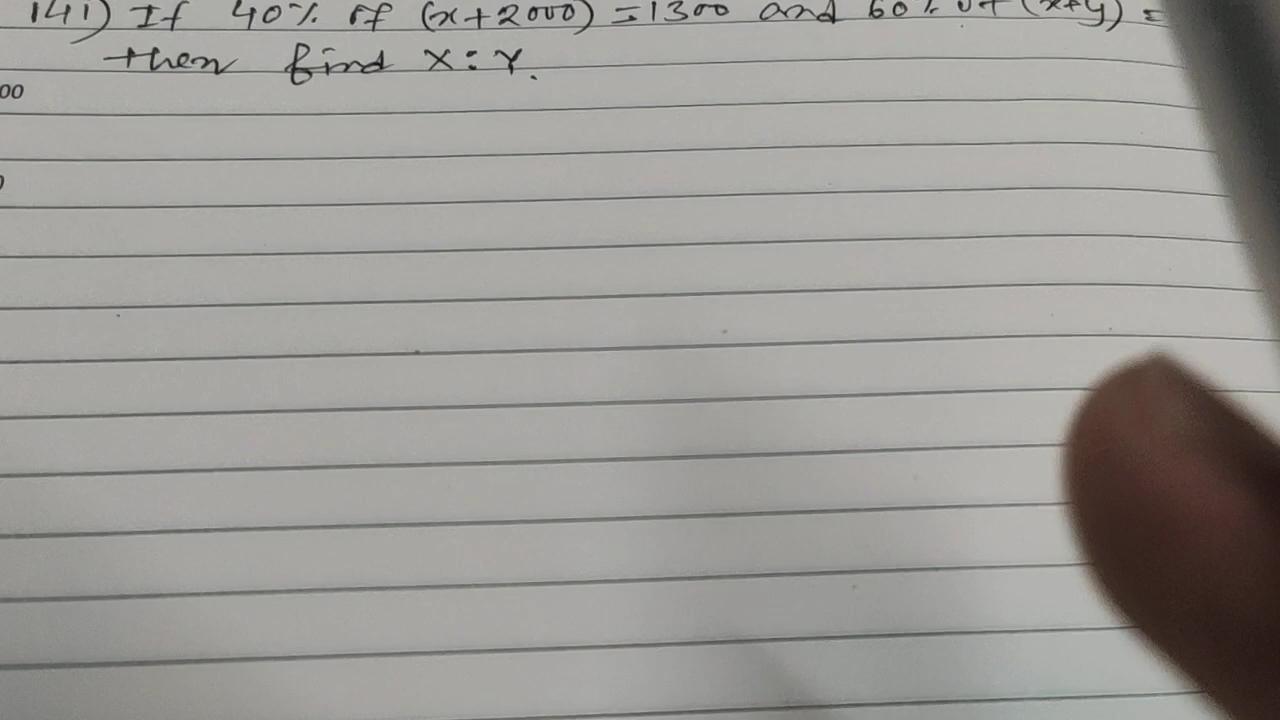 141) If 40% of (x+2000) = 1300 and 60% of (x+y) =
then find X:Y.
00